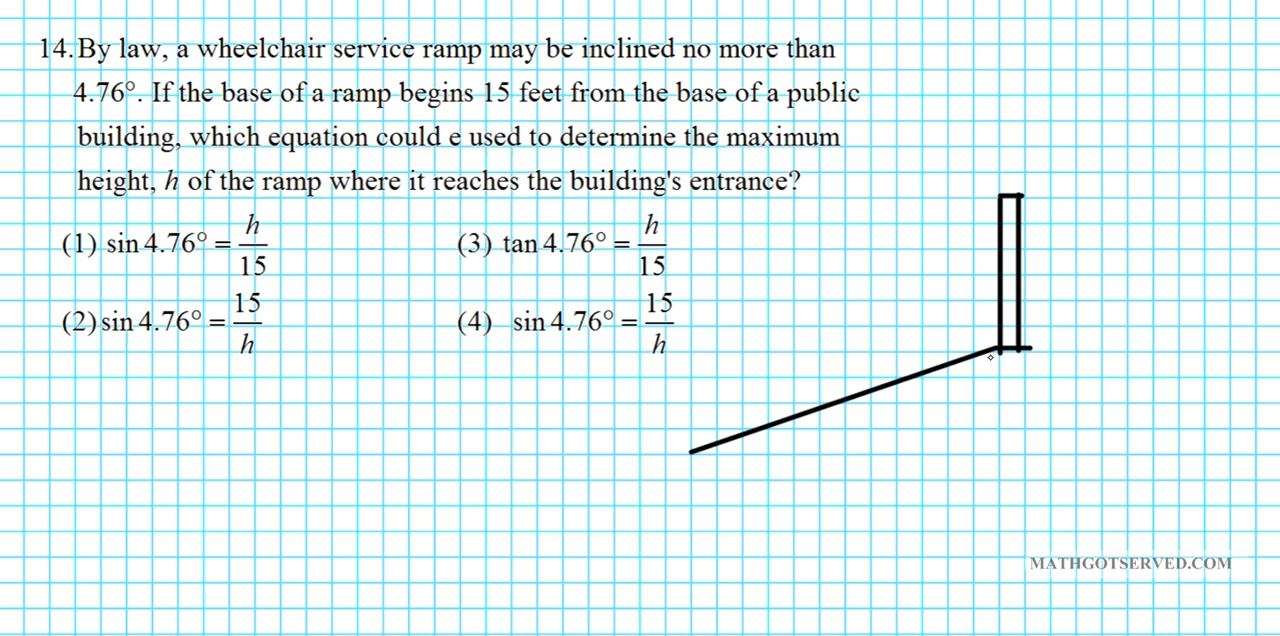 14. By law, a wheelchair service ramp may be inclined no more than
4.76°. If the base of a ramp begins 15 feet from the base of a public
building, which equation could e used to determine the maximum
height, h of the ramp where it reaches the building's entrance?
(1) sin 4.76° = h/15 (3) tan 4.76° = h/15
(2) sin 4.76° = 15/h (4) sin 4.76° = 15/h
MATHGOTSERVED.COM